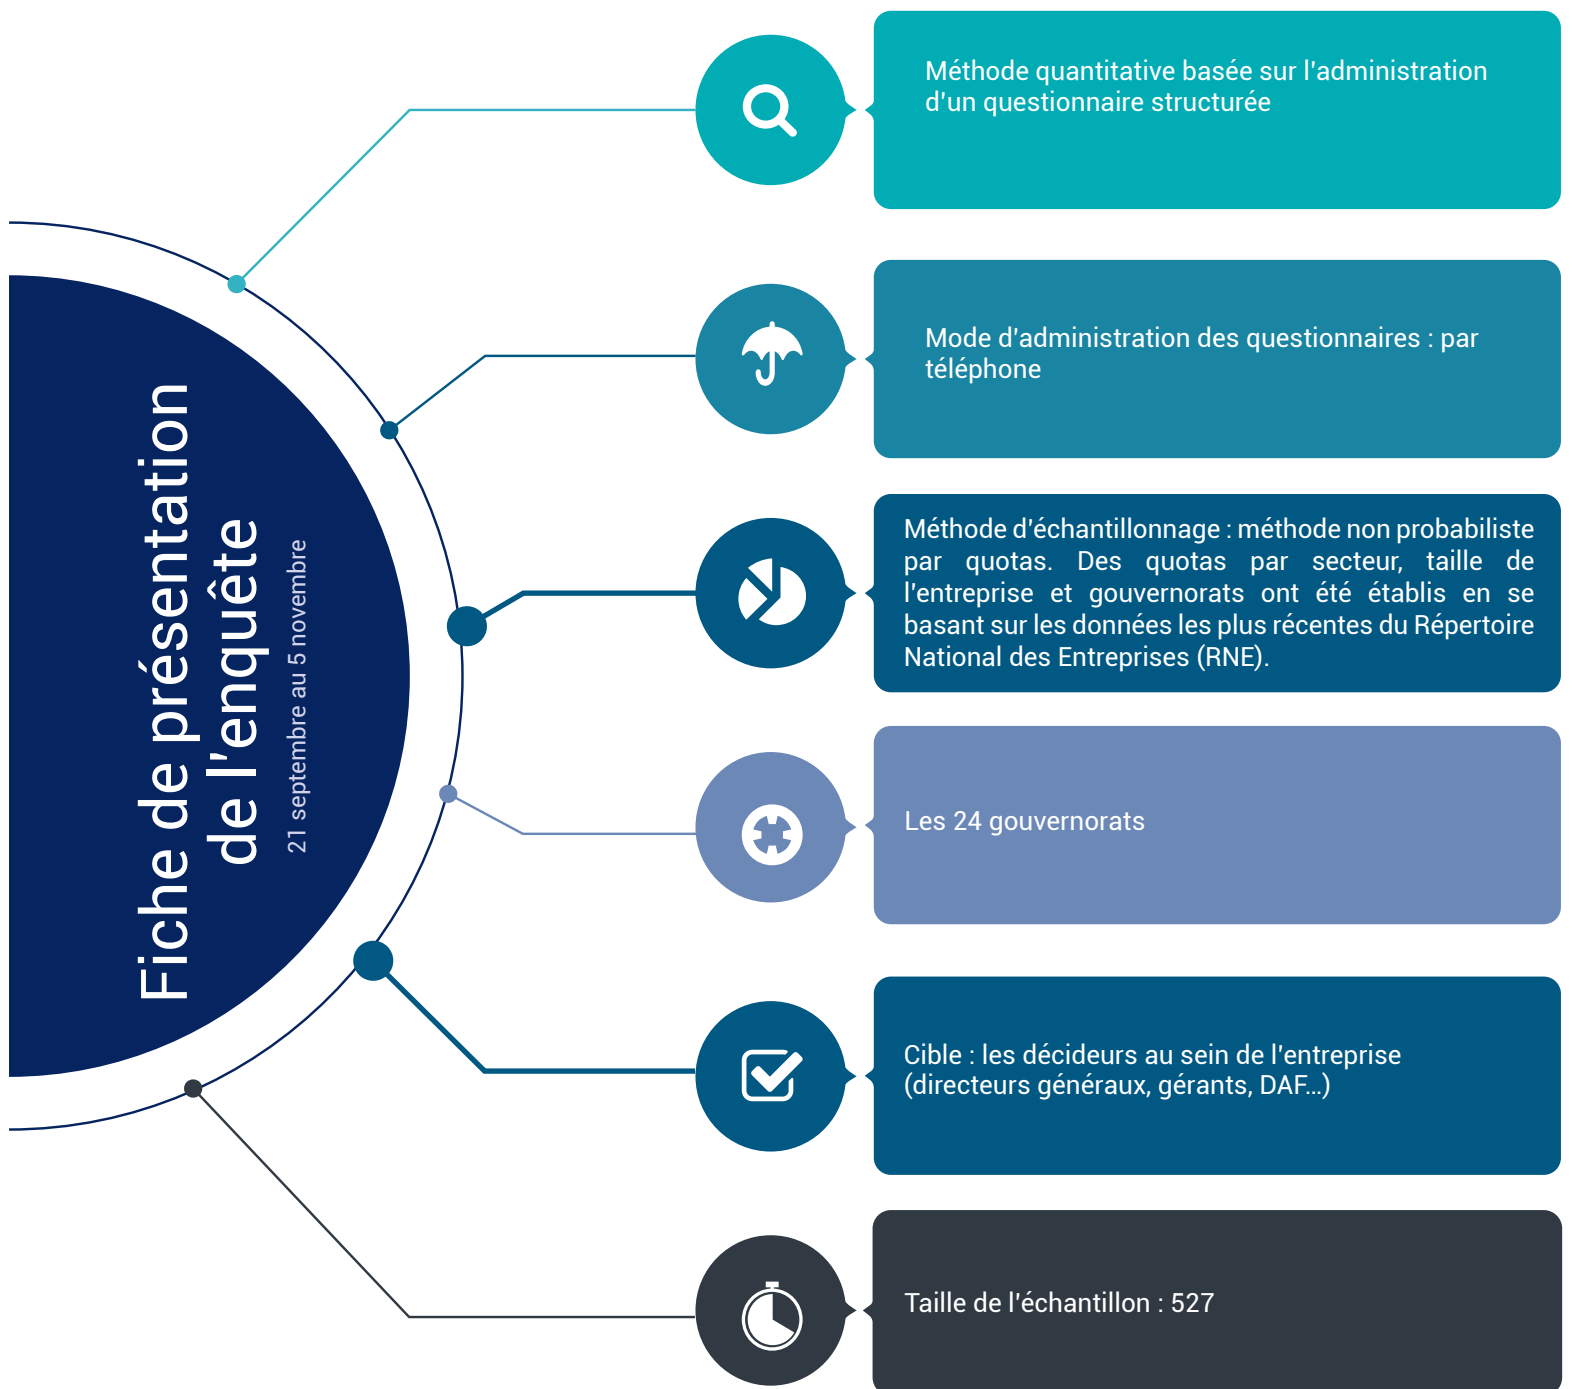 Fiche de présentation
de l'enquête
21 septembre au 5 novembre
Méthode quantitative basée sur l'administration
d'un questionnaire structurée
Mode d'administration des questionnaires : par
téléphone
Méthode d'échantillonnage : méthode non probabiliste
par quotas. Des quotas par secteur, taille de
l'entreprise et gouvernorats ont été établis en se
basant sur les données les plus récentes du Répertoire
National des Entreprises (RNE).
Les 24 gouvernorats
Cible : les décideurs au sein de l'entreprise
(directeurs généraux, gérants, DAF...)
Taille de l'échantillon : 527